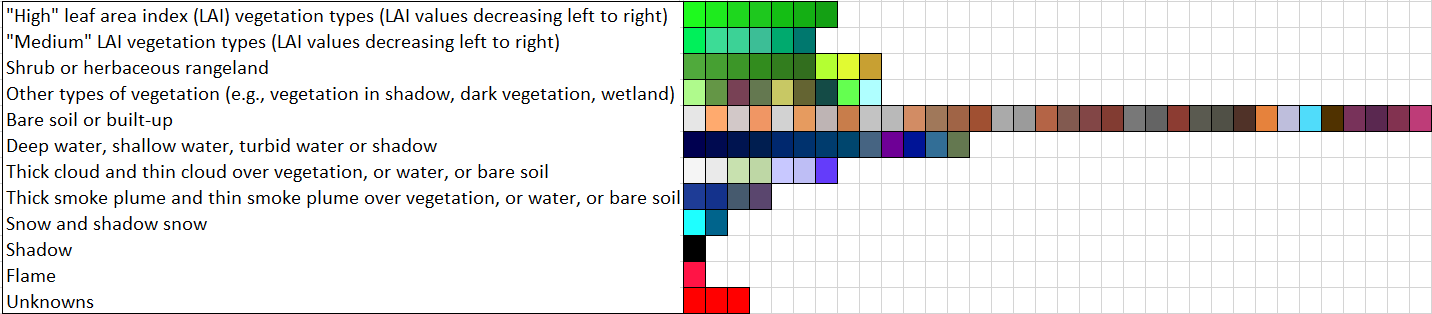 "High" leaf area index (LAI) vegetation types (LAI values decreasing left to right)
"Medium" LAI vegetation types (LAI values decreasing left to right)
Shrub or herbaceous rangeland
Other types of vegetation (e.g., vegetation in shadow, dark vegetation, wetland)
Bare soil or built-up
Deep water, shallow water, turbid water or shadow
Thick cloud and thin cloud over vegetation, or water, or bare soil
Thick smoke plume and thin smoke plume over vegetation, or water, or bare soil
Snow and shadow snow
Shadow
Flame
Unknowns